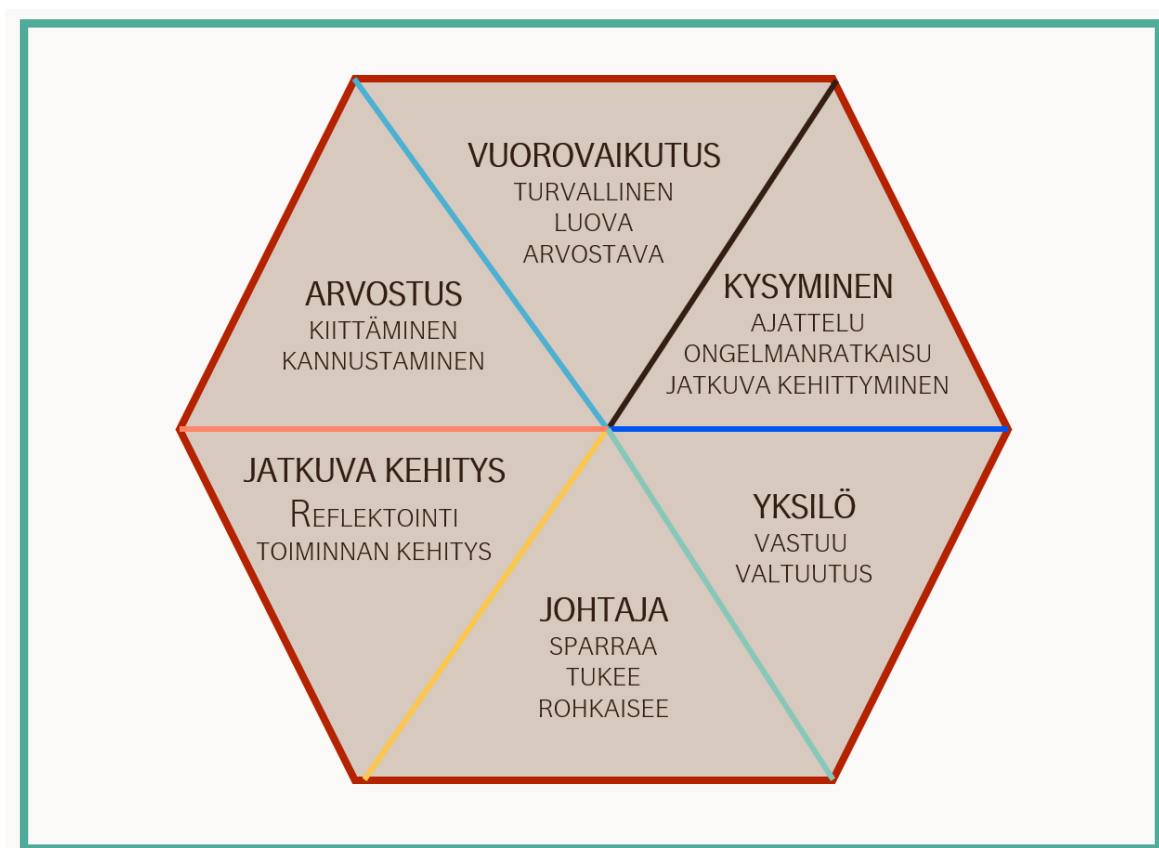 VUOROVAIKUTUS
TURVALLINEN
LUOVA
ARVOSTAVA
KYSYMINEN
AJATTELU
ONGELMANRATKAISU
JATKUVA KEHITTYMINEN
YKSILÖ
VASTUU
VALTUUTUS
JOHTAJA
SPARRAA
TUKEE
ROHKAISEE
JATKUVA KEHITYS
REFLEKTOINTI
TOIMINNAN KEHITYS
ARVOSTUS
KIITTÄMINEN
KANNUSTAMINEN